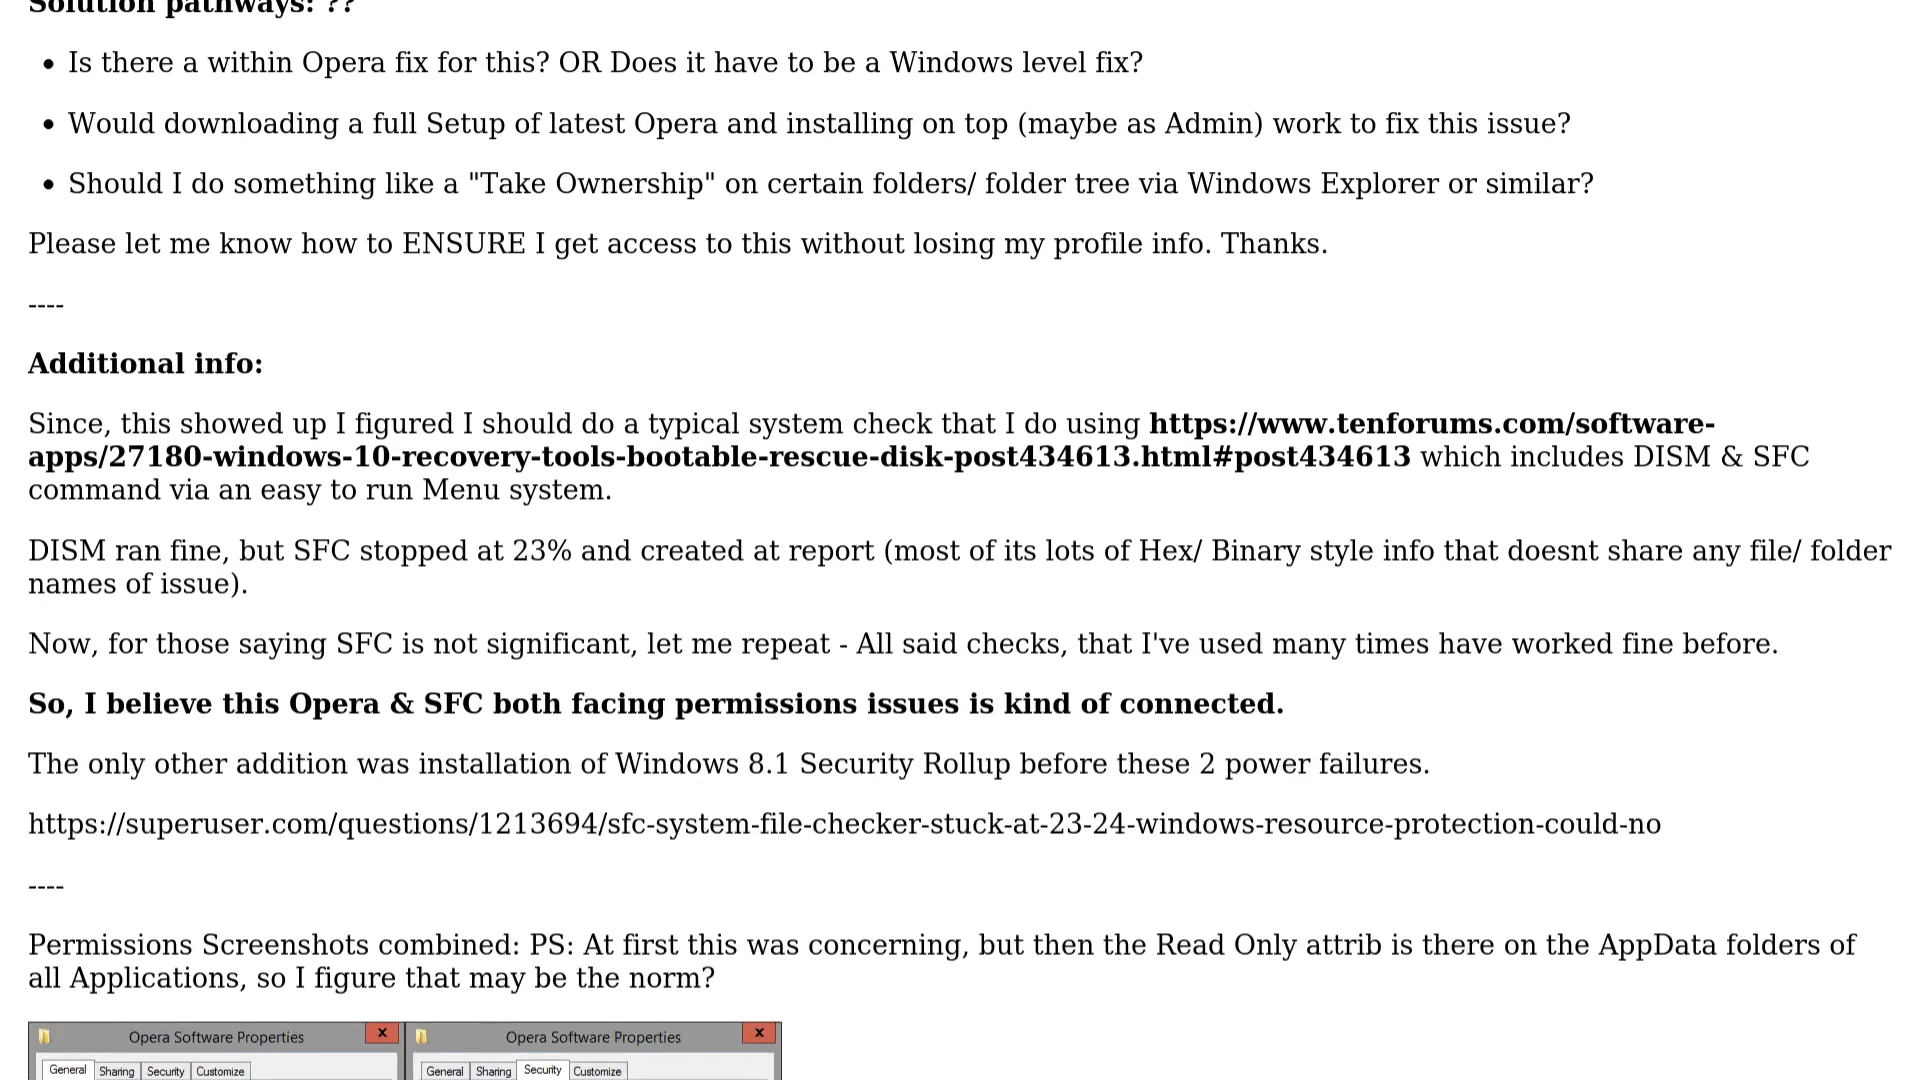 Solution pathways: ??
• Is there a within Opera fix for this? OR Does it have to be a Windows level fix?
• Would downloading a full Setup of latest Opera and installing on top (maybe as Admin) work to fix this issue?
• Should I do something like a "Take Ownership" on certain folders/ folder tree via Windows Explorer or similar?
Please let me know how to ENSURE I get access to this without losing my profile info. Thanks.
----
Additional info:
Since, this showed up I figured I should do a typical system check that I do using https://www.tenforums.com/software-
apps/27180-windows-10-recovery-tools-bootable-rescue-disk-post434613.html#post434613 which includes DISM & SFC
command via an easy to run Menu system.
DISM ran fine, but SFC stopped at 23% and created at report (most of its lots of Hex/ Binary style info that doesnt share any file/ folder
names of issue).
Now, for those saying SFC is not significant, let me repeat - All said checks, that I've used many times have worked fine before.
So, I believe this Opera & SFC both facing permissions issues is kind of connected.
The only other addition was installation of Windows 8.1 Security Rollup before these 2 power failures.
https://superuser.com/questions/1213694/sfc-system-file-checker-stuck-at-23-24-windows-resource-protection-could-no
----
Permissions Screenshots combined: PS: At first this was concerning, but then the Read Only attrib is there on the AppData folders of
all Applications, so I figure that may be the norm?
Opera Software Properties x Opera Software Properties x
General Sharing Security Customize General Sharing Security Customize